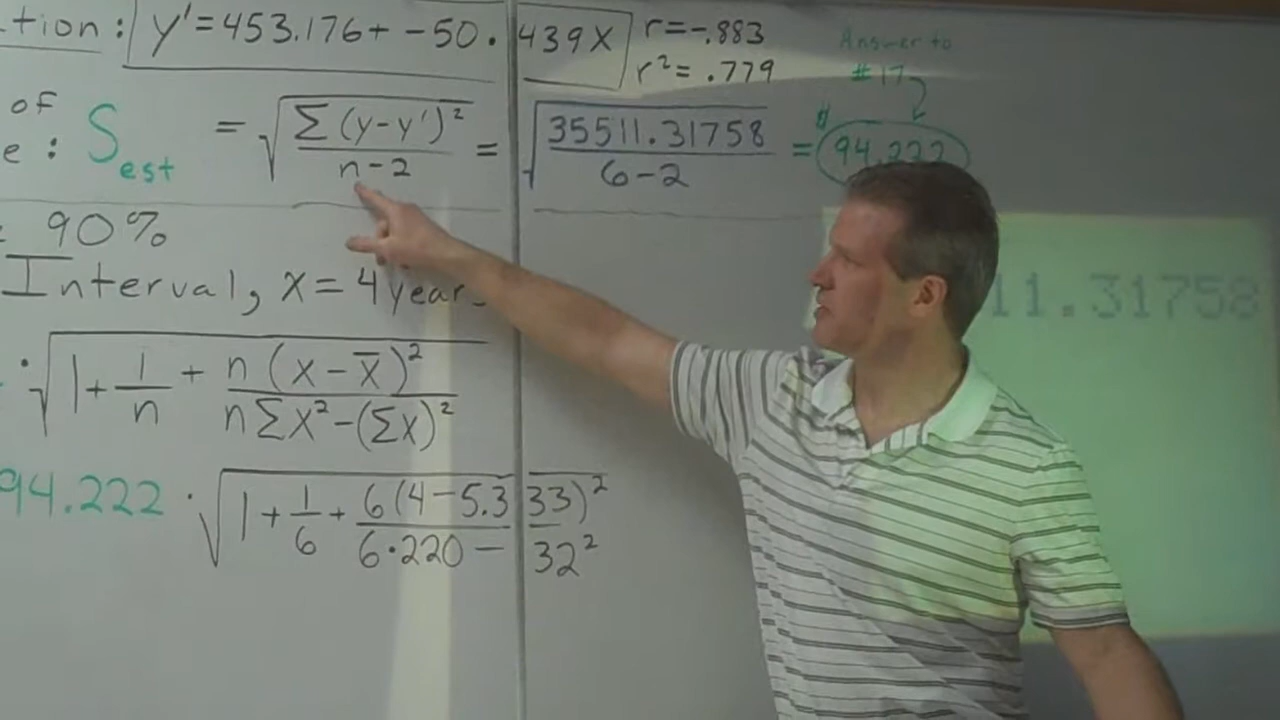 tion: y' = 453.176 + -50.439x r = -.883
r² = .779
Answer to
#17
of
e: Sest = √(Σ(y-y')²/(n-2)) = √(35511.31758/(6-2)) = $94.222
90%
Interval, x = 4 year
11.31758
· √(1 + 1/n + n(x-x̄)²/(nΣx²-(Σx)²))
94.222 · √(1 + 1/6 + 6(4-5.333)²/(6·220-32²))